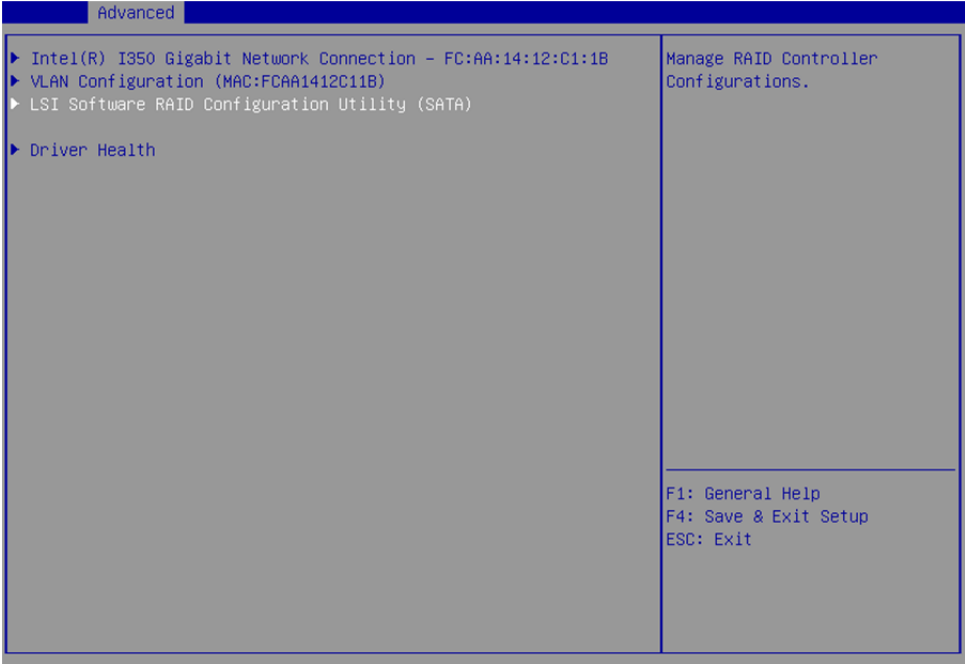 Advanced
Intel(R) I350 Gigabit Network Connection – FC:AA:14:12:C1:1B
VLAN Configuration (MAC:FCAA1412C11B)
LSI Software RAID Configuration Utility (SATA)
Driver Health
Manage RAID Controller
Configurations.
F1: General Help
F4: Save & Exit Setup
ESC: Exit